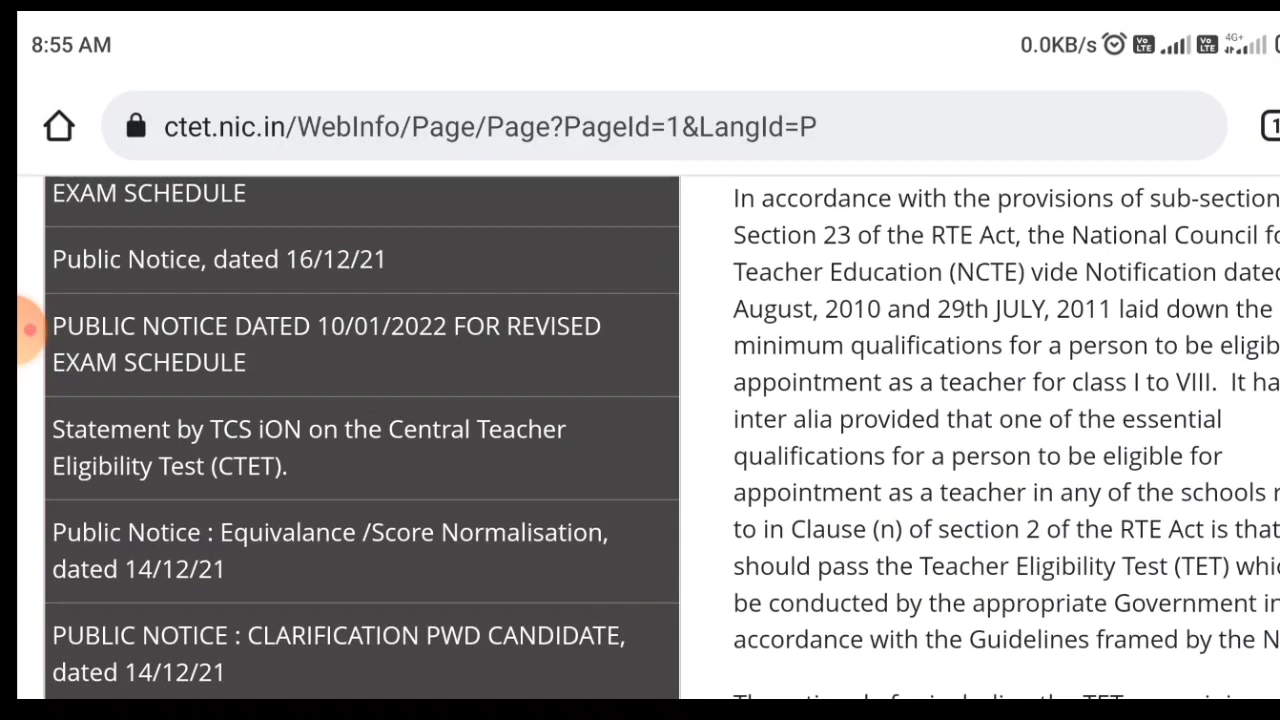 8:55 AM
0.0KB/s
4G+
ctet.nic.in/WebInfo/Page/Page?PageId=1&LangId=P
EXAM SCHEDULE
Public Notice, dated 16/12/21
PUBLIC NOTICE DATED 10/01/2022 FOR REVISED
EXAM SCHEDULE
Statement by TCS iON on the Central Teacher
Eligibility Test (CTET).
Public Notice : Equivalance /Score Normalisation,
dated 14/12/21
PUBLIC NOTICE : CLARIFICATION PWD CANDIDATE,
dated 14/12/21
In accordance with the provisions of sub-section
Section 23 of the RTE Act, the National Council
Teacher Education (NCTE) vide Notification
August, 2010 and 29th JULY, 2011 laid down the
minimum qualifications for a person to be
appointment as a teacher for class I to VIII. It
inter alia provided that one of the essential
qualifications for a person to be eligible for
appointment as a teacher in any of the schools
to in Clause (n) of section 2 of the RTE Act is that
should pass the Teacher Eligibility Test (TET)
be conducted by the appropriate Government in
accordance with the Guidelines framed by the